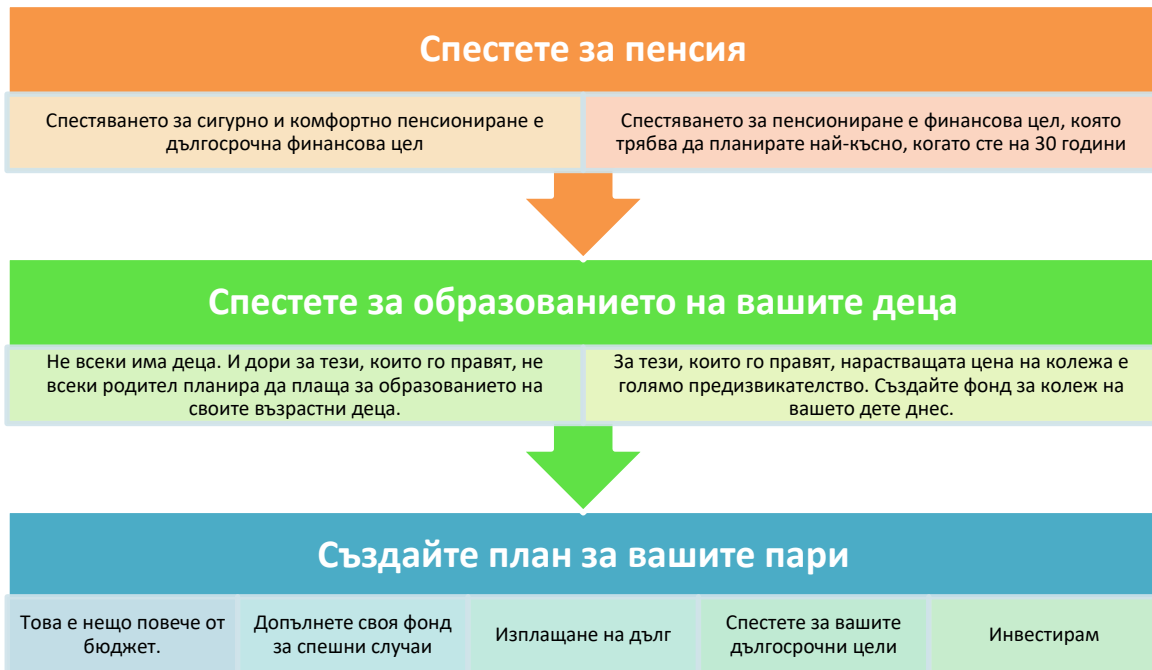 Спестете за пенсия
Спестяването за сигурно и комфортно пенсиониране е
дългосрочна финансова цел
Спестяването за пенсиониране е финансова цел, която
трябва да планирате най-късно, когато сте на 30 години
Спестете за образованието на вашите деца
Не всеки има деца. И дори за тези, които го правят, не
всеки родител планира да плаща за образованието на
своите възрастни деца.
За тези, които го правят, нарастващата цена на колежа е
голямо предизвикателство. Създайте фонд за колеж на
вашето дете днес.
Създайте план за вашите пари
Това е нещо повече от
бюджет.
Допълнете своя фонд
за спешни случаи
Изплащане на дълг
Спестете за вашите
дългосрочни цели
Инвестирам